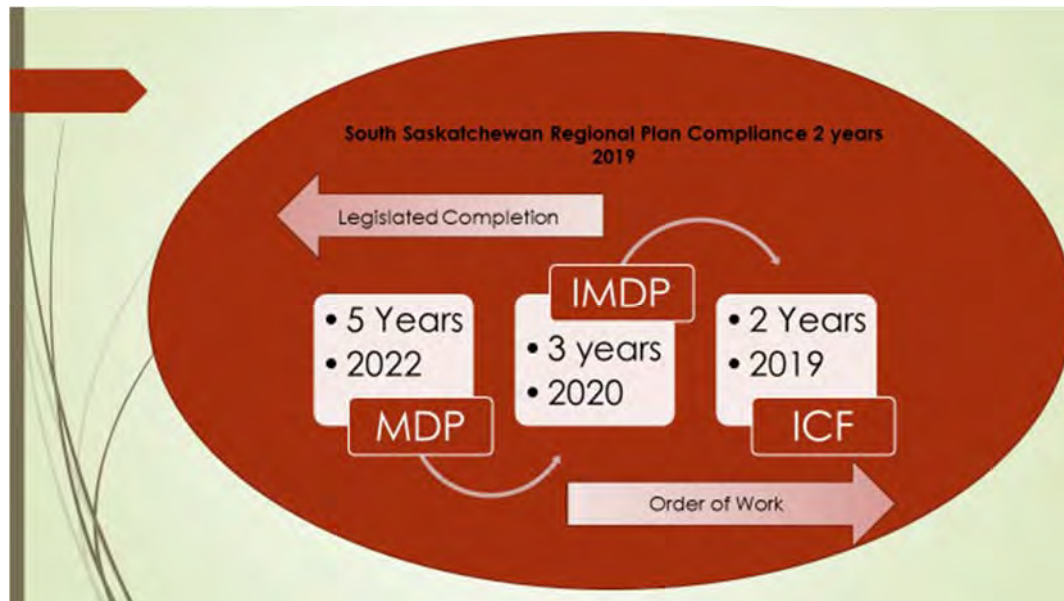 South Saskatchewan Regional Plan Compliance 2 years
2019
Legislated Completion
• 5 Years
• 2022
MDP
IMDP
• 3 years
• 2020
• 2 Years
• 2019
ICF
Order of Work